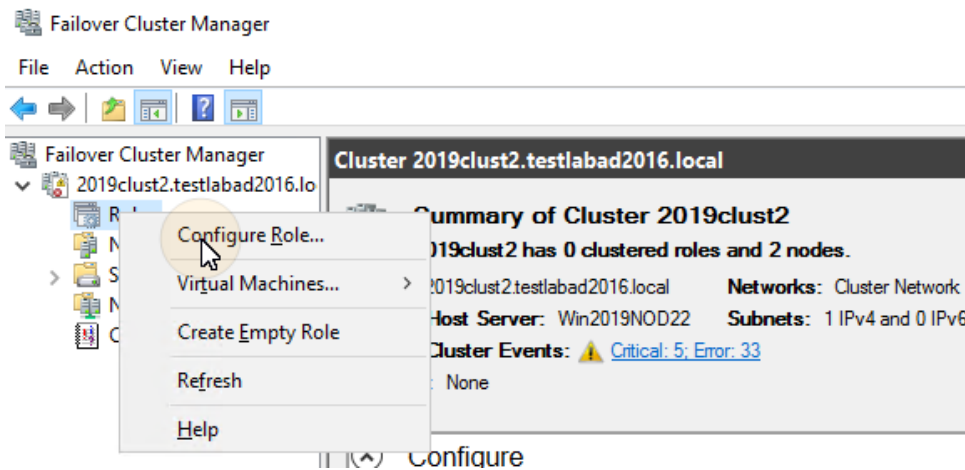 Failover Cluster Manager
File Action View Help
Failover Cluster Manager
2019clust2.testlabad2016.lo
Configure Role...
Virtual Machines...
Create Empty Role
Refresh
Help
Cluster 2019clust2.testlabad2016.local
Summary of Cluster 2019clust2
2019clust2 has 0 clustered roles and 2 nodes.
2019clust2.testlabad2016.local Networks: Cluster Network
Host Server: Win2019NOD22 Subnets: 1 IPv4 and 0 IPv6
Cluster Events: Critical: 5; Error: 33
: None
Configure